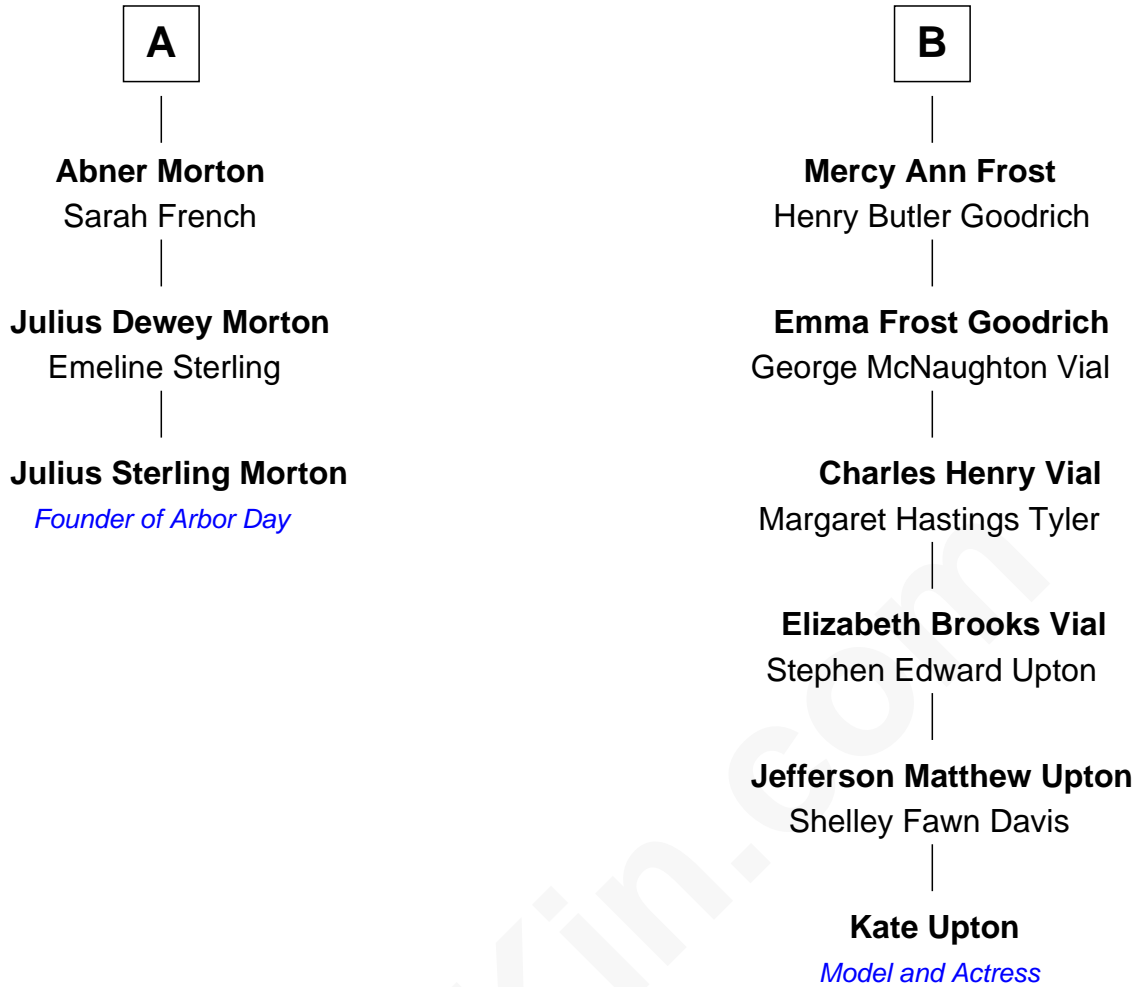 A
Abner Morton
Sarah French
Julius Dewey Morton
Emeline Sterling
Julius Sterling Morton
Founder of Arbor Day
B
Mercy Ann Frost
Henry Butler Goodrich
Emma Frost Goodrich
George McNaughton Vial
Charles Henry Vial
Margaret Hastings Tyler
Elizabeth Brooks Vial
Stephen Edward Upton
Jefferson Matthew Upton
Shelley Fawn Davis
Kate Upton
Model and Actress
Kin.com